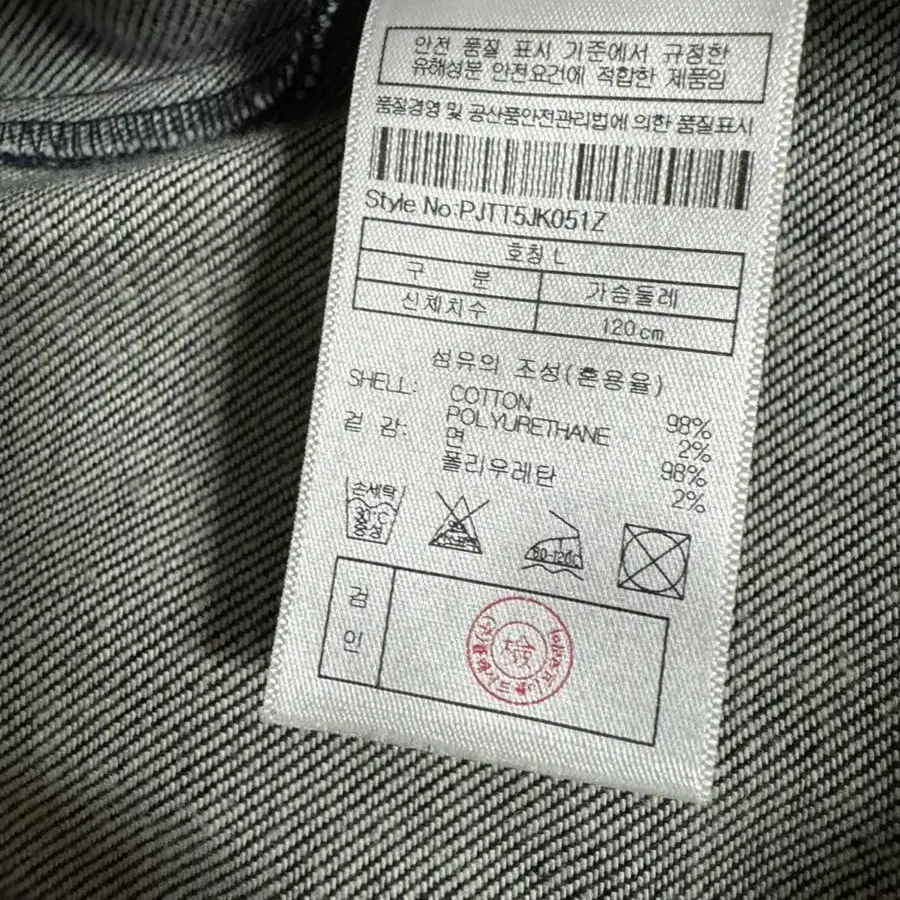 안전 품질 표시 기준에서 규정한
유해성분 안전요건에 적합한 제품임
품질경영 및 공산품안전관리법에 의한 품질표시
Style No:PJTT5JK051Z
호칭 L
구 분 가슴둘레
신체치수 120cm
섬유의 조성(혼용율)
SHELL: COTTON 98%
POLYURETHANE 2%
겉 감: 면 98%
폴리우레탄 2%
손세탁
중성
80-120℃
검
인
檢